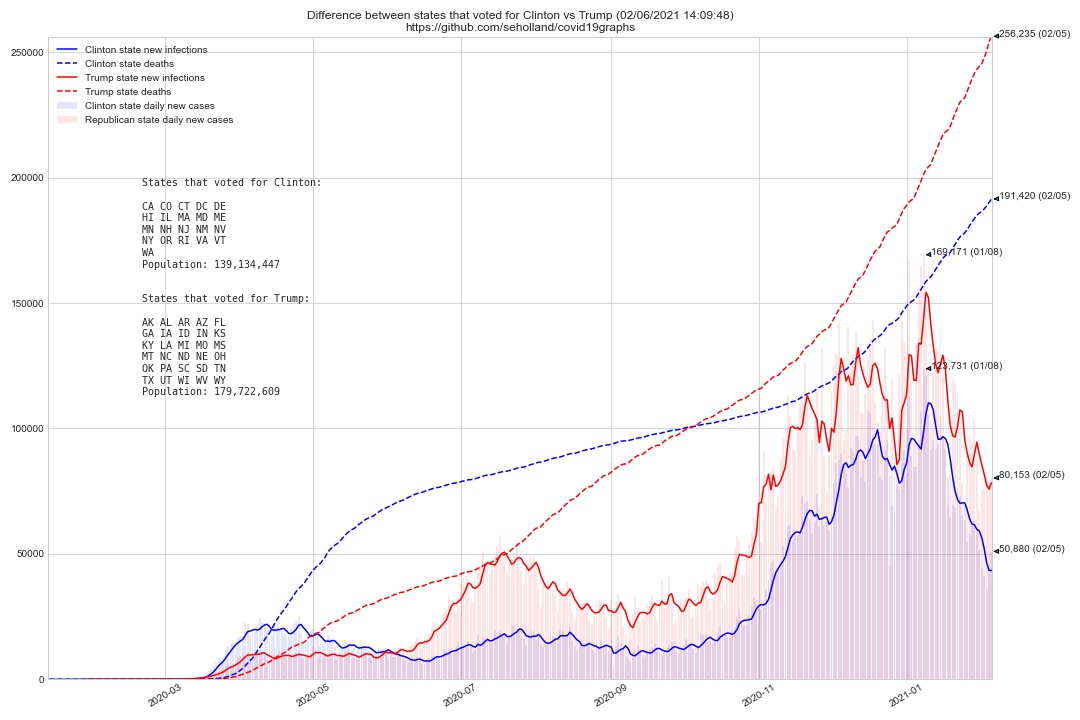 Difference between states that voted for Clinton vs Trump (02/06/2021 14:09:48)
https://github.com/seholland/covid19graphs
Clinton state new infections
Clinton state deaths
Trump state new infections
Trump state deaths
Clinton state daily new cases
Republican state daily new cases
States that voted for Clinton:
CA CO CT DC DE
HI IL MA MD ME
MN NH NJ NM NV
NY OR RI VA VT
WA
Population: 139,134,447
States that voted for Trump:
AK AL AR AZ FL
GA IA ID IN KS
KY LA MI MO MS
MT NC ND NE OH
OK PA SC SD TN
TX UT WI WV WY
Population: 179,722,609
256,235 (02/05)
191,420 (02/05)
169,171 (01/08)
123,731 (01/08)
80,153 (02/05)
50,880 (02/05)
250000
200000
150000
100000
50000
0
2020-03
2020-05
2020-07
2020-09
2020-11
2021-01